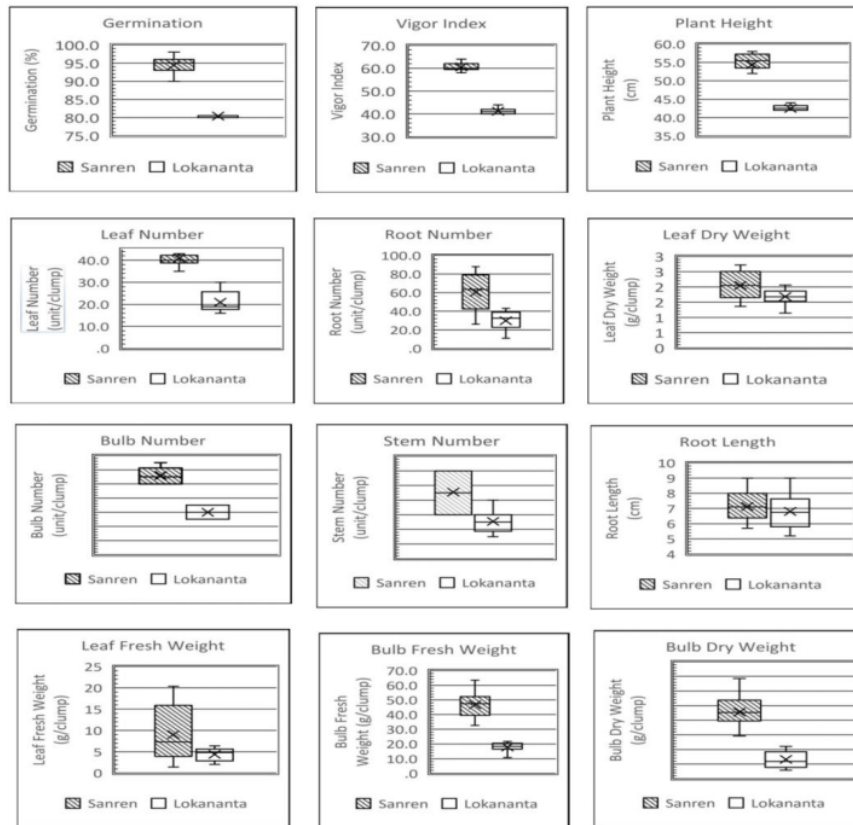 Germination
Germination (%)
100.0
95.0
90.0
85.0
80.0
75.0
Sanren Lokananta
Vigor Index
Vigor Index
70.0
60.0
50.0
40.0
30.0
Sanren Lokananta
Plant Height
Plant Height
(cm)
60.0
55.0
50.0
45.0
40.0
35.0
Sanren Lokananta
Leaf Number
Leaf Number
(unit/clump)
40.0
30.0
20.0
10.0
.0
Sanren Lokananta
Root Number
Root Number
(unit/clump)
100.0
80.0
60.0
40.0
20.0
.0
Sanren Lokananta
Leaf Dry Weight
Leaf Dry Weight
(g/clump)
3
3
2
2
1
1
0
Sanren Lokananta
Bulb Number
Bulb Number
(unit/clump)
Sanren Lokananta
Stem Number
Stem Number
(unit/clump)
Sanren Lokananta
Root Length
Root Length
(cm)
10
9
8
7
6
5
4
Sanren Lokananta
Leaf Fresh Weight
Leaf Fresh Weight
(g/clump)
25
20
15
10
5
0
Sanren Lokananta
Bulb Fresh Weight
Bulb Fresh
Weight (g/clump)
70.0
60.0
50.0
40.0
30.0
20.0
10.0
.0
Sanren Lokananta
Bulb Dry Weight
Bulb Dry Weight
(g/clump)
Sanren Lokananta